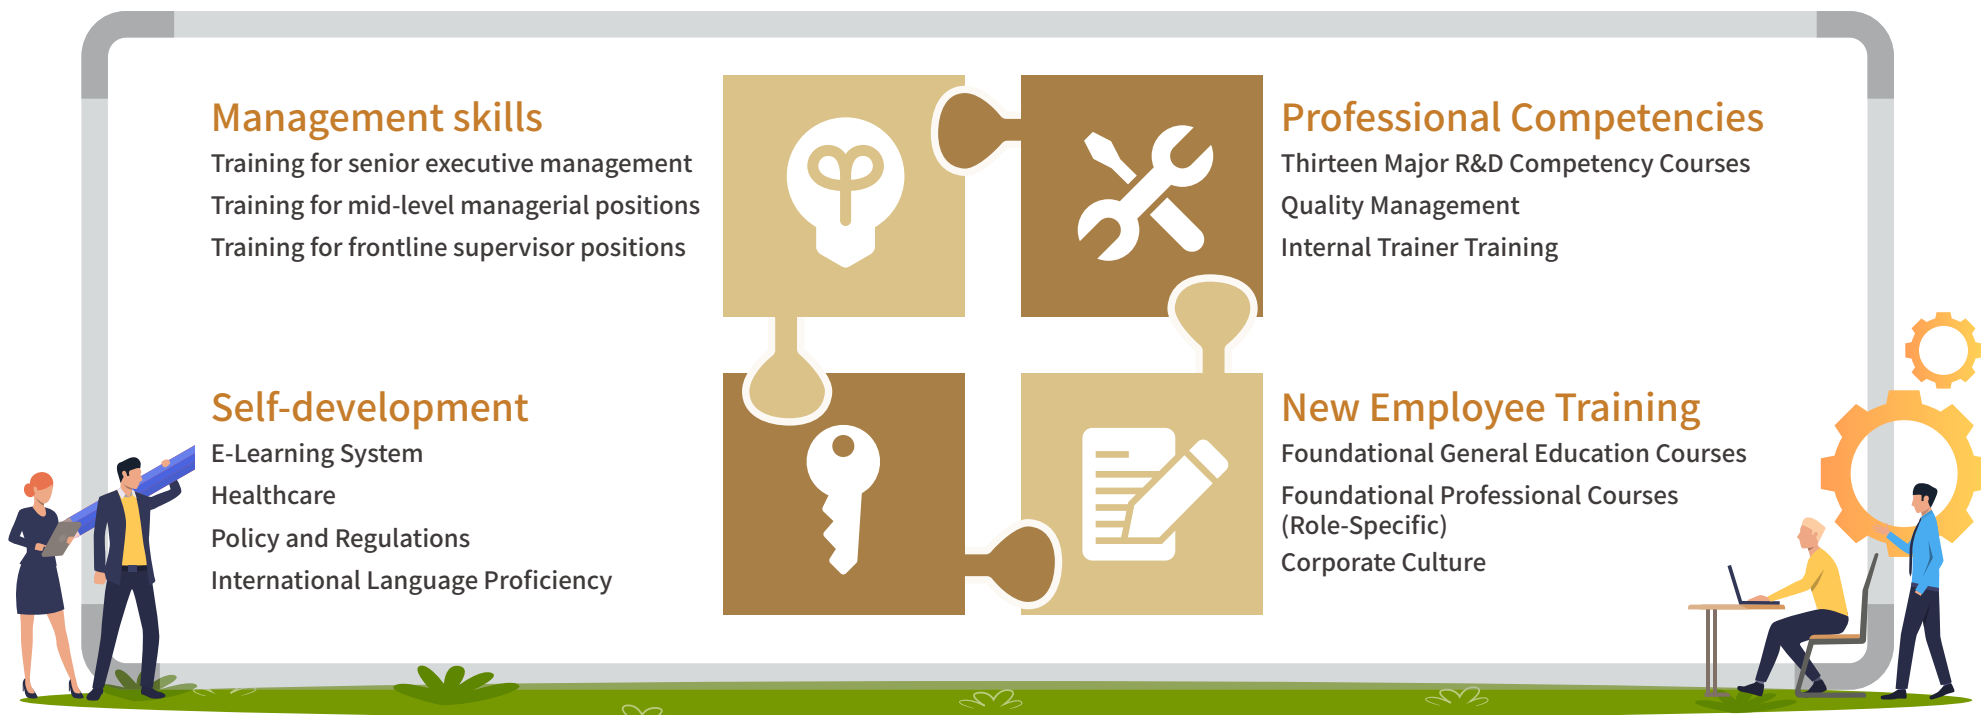 Management skills
Training for senior executive management
Training for mid-level managerial positions
Training for frontline supervisor positions
Professional Competencies
Thirteen Major R&D Competency Courses
Quality Management
Internal Trainer Training
Self-development
E-Learning System
Healthcare
Policy and Regulations
International Language Proficiency
New Employee Training
Foundational General Education Courses
Foundational Professional Courses
(Role-Specific)
Corporate Culture